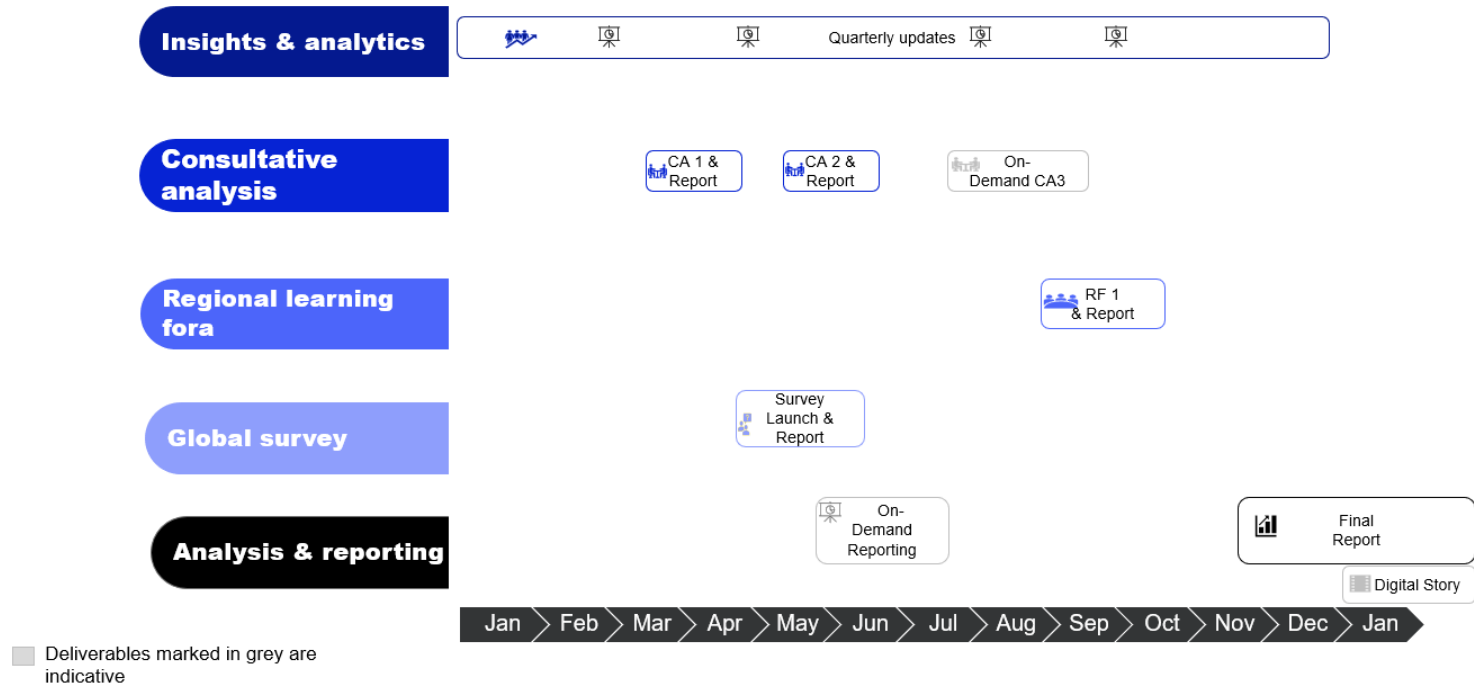 Insights & analytics
Quarterly updates
Consultative
analysis
CA 1 &
Report
CA 2 &
Report
On-
Demand CA3
Regional learning
fora
RF 1
& Report
Global survey
Survey
Launch &
Report
Analysis & reporting
On-
Demand
Reporting
Final
Report
Digital Story
Jan Feb Mar Apr May Jun Jul Aug Sep Oct Nov Dec Jan
Deliverables marked in grey are
indicative